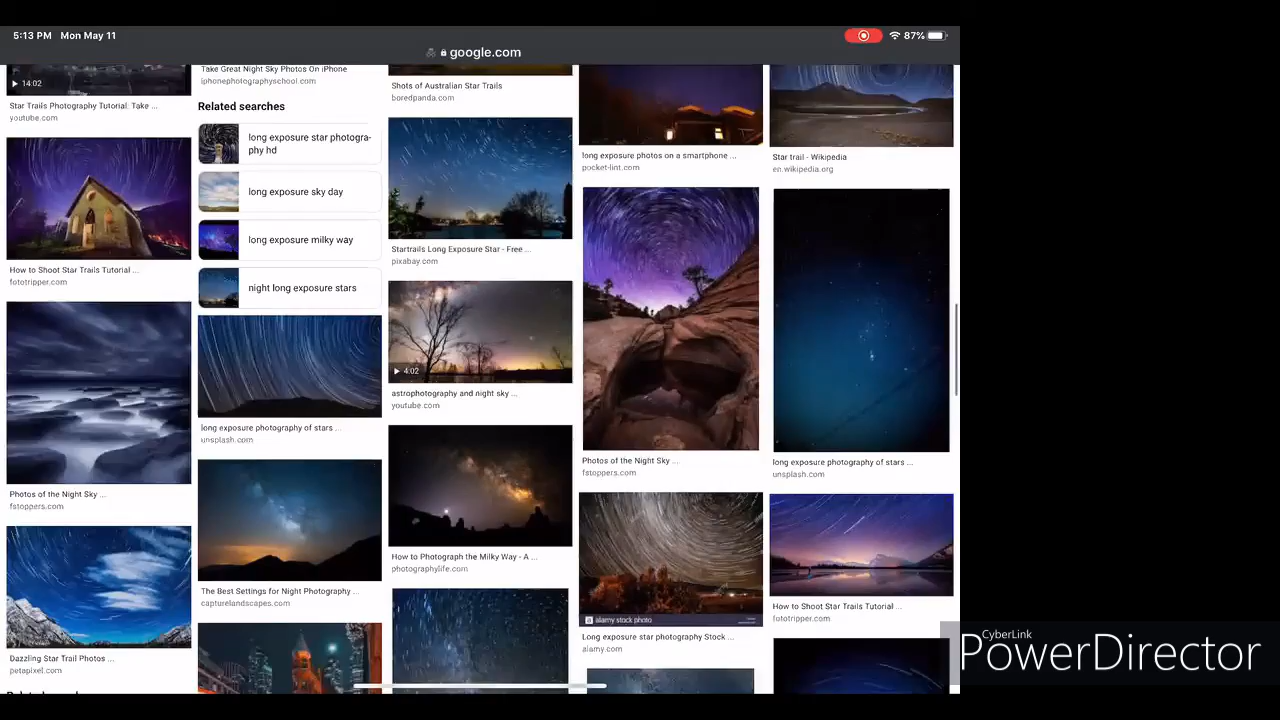 5:13 PM Mon May 11
87%
google.com
14:02
Star Trails Photography Tutorial: Take ...
youtube.com
How to Shoot Star Trails Tutorial ...
fototripper.com
Photos of the Night Sky ...
fstoppers.com
Dazzling Star Trail Photos ...
petapixel.com
Take Great Night Sky Photos On iPhone
iphonephotographyschool.com
Related searches
long exposure star photogra-
phy hd
long exposure sky day
long exposure milky way
night long exposure stars
long exposure photography of stars ...
unsplash.com
The Best Settings for Night Photography ...
capturelandscapes.com
Shots of Australian Star Trails
boredpanda.com
Startrails Long Exposure Star - Free ...
pixabay.com
4:02
astrophotography and night sky ...
youtube.com
How to Photograph the Milky Way - A ...
photographylife.com
long exposure photos on a smartphone ...
pocket-lint.com
Photos of the Night Sky ...
fstoppers.com
a alamy stock photo
Long exposure star photography Stock ...
alamy.com
Star trail - Wikipedia
en.wikipedia.org
long exposure photography of stars ...
unsplash.com
How to Shoot Star Trails Tutorial ...
fototripper.com
CyberLink
PowerDirector